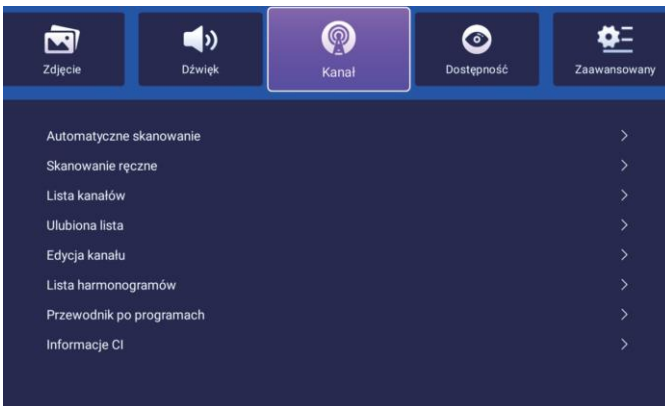 Zdjęcie
Dźwięk
Kanał
Dostępność
Zaawansowany
Automatyczne skanowanie
Skanowanie ręczne
Lista kanałów
Ulubiona lista
Edycja kanału
Lista harmonogramów
Przewodnik po programach
Informacje CI